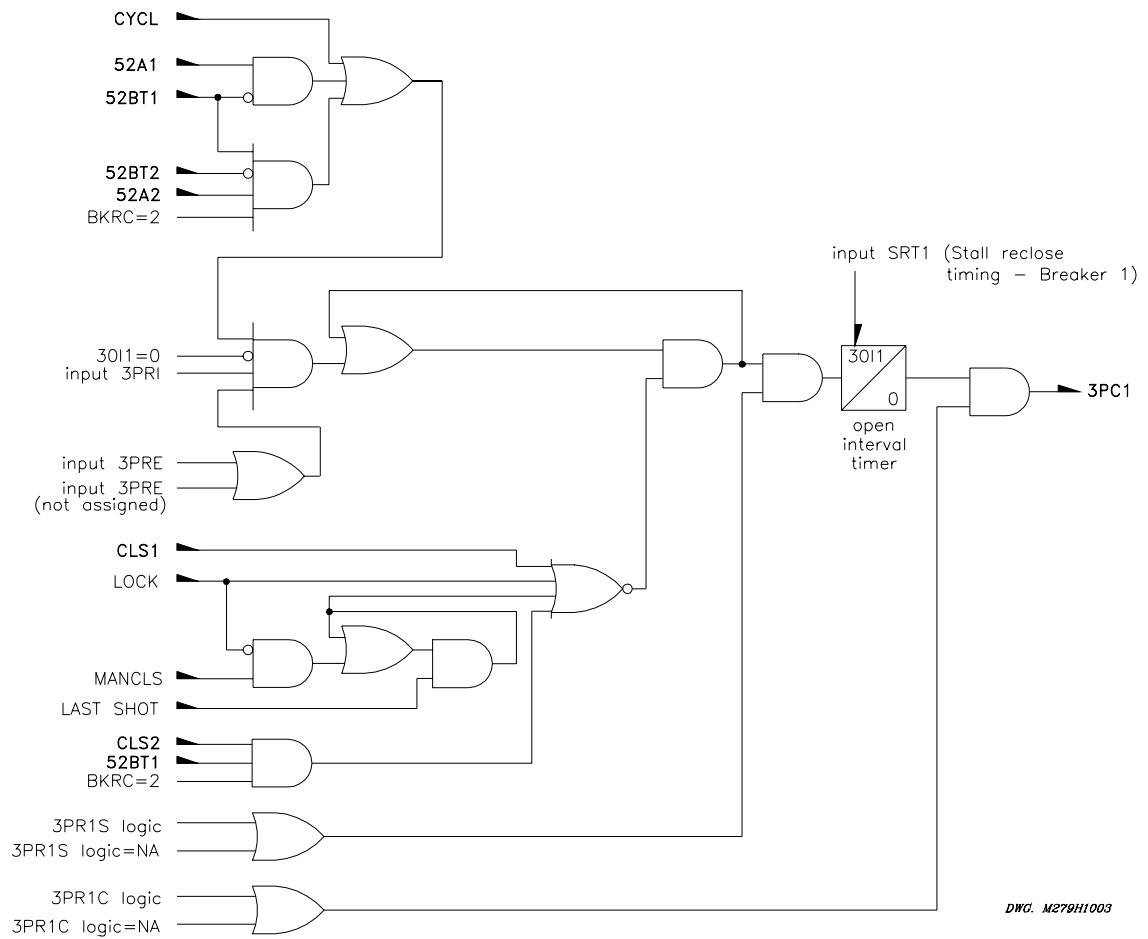 CYCL
52A1
52BT1
52BT2
52A2
BKRC=2
input SRT1 (Stall reclose
timing – Breaker 1)
3OI1=0
input 3PRI
3OI1
0
3PC1
open
interval
timer
input 3PRE
input 3PRE
(not assigned)
CLS1
LOCK
MANCLS
LAST SHOT
CLS2
52BT1
BKRC=2
3PR1S logic
3PR1S logic=NA
3PR1C logic
3PR1C logic=NA
DWG. M279H1003